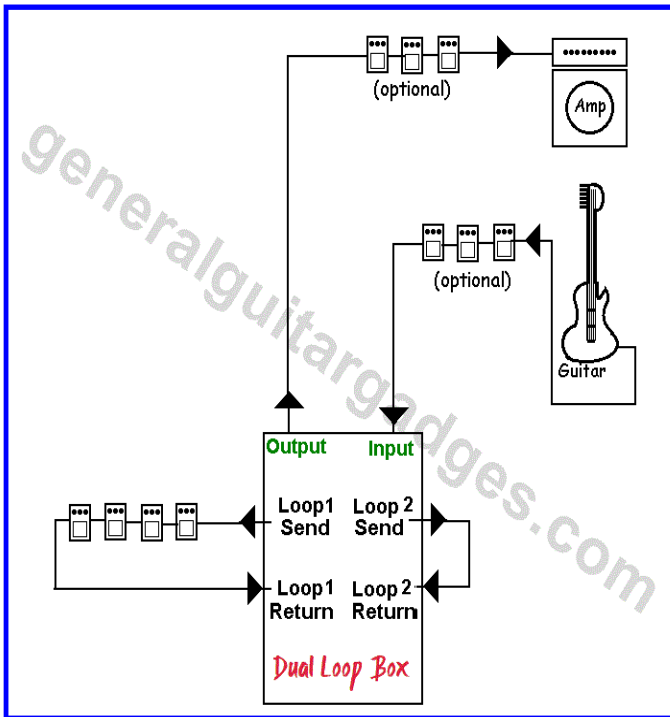 (optional)
Amp
(optional)
Guitar
generalguitargadges.com
Output Input
Loop1 Loop 2
Send Send
Loop1 Loop 2
Return Return
Dual Loop Box